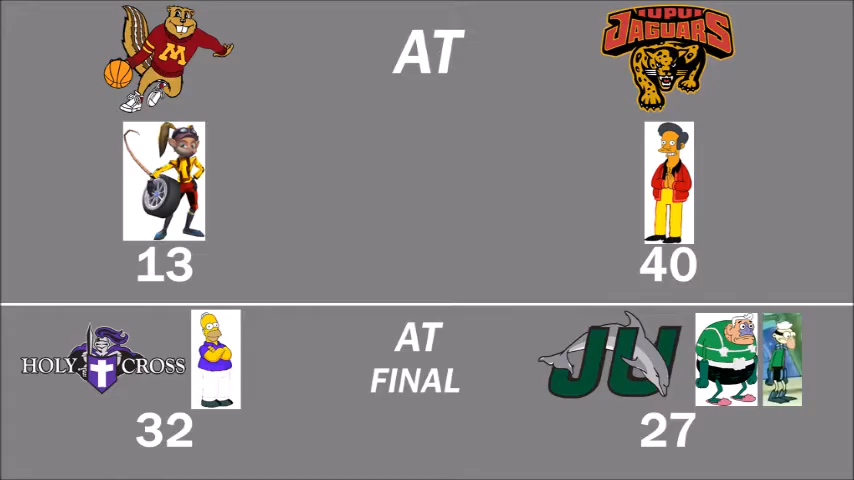 M
AT
IUPUI
JAGUARS
13
40
HOLY CROSS
AT
FINAL
JU
32
27